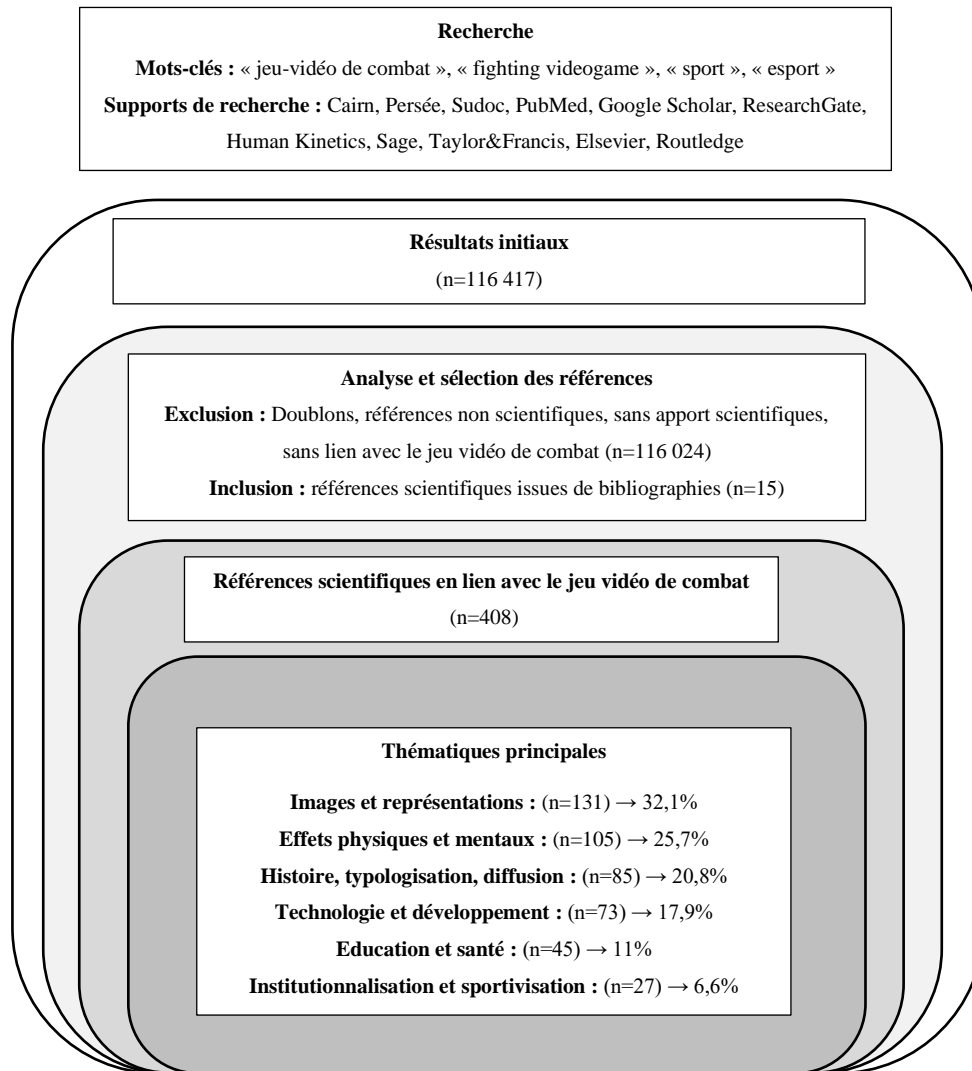 Recherche
Mots-clés : « jeu-vidéo de combat », « fighting videogame », « sport », « esport »
Supports de recherche : Cairn, Persée, Sudoc, PubMed, Google Scholar, ResearchGate,
Human Kinetics, Sage, Taylor&Francis, Elsevier, Routledge
Résultats initiaux
(n=116 417)
Analyse et sélection des références
Exclusion : Doublons, références non scientifiques, sans apport scientifiques,
sans lien avec le jeu vidéo de combat (n=116 024)
Inclusion : références scientifiques issues de bibliographies (n=15)
Références scientifiques en lien avec le jeu vidéo de combat
(n=408)
Thématiques principales
Images et représentations : (n=131) → 32,1%
Effets physiques et mentaux : (n=105) → 25,7%
Histoire, typologisation, diffusion : (n=85) → 20,8%
Technologie et développement : (n=73) → 17,9%
Education et santé : (n=45) → 11%
Institutionnalisation et sportivisation : (n=27) → 6,6%